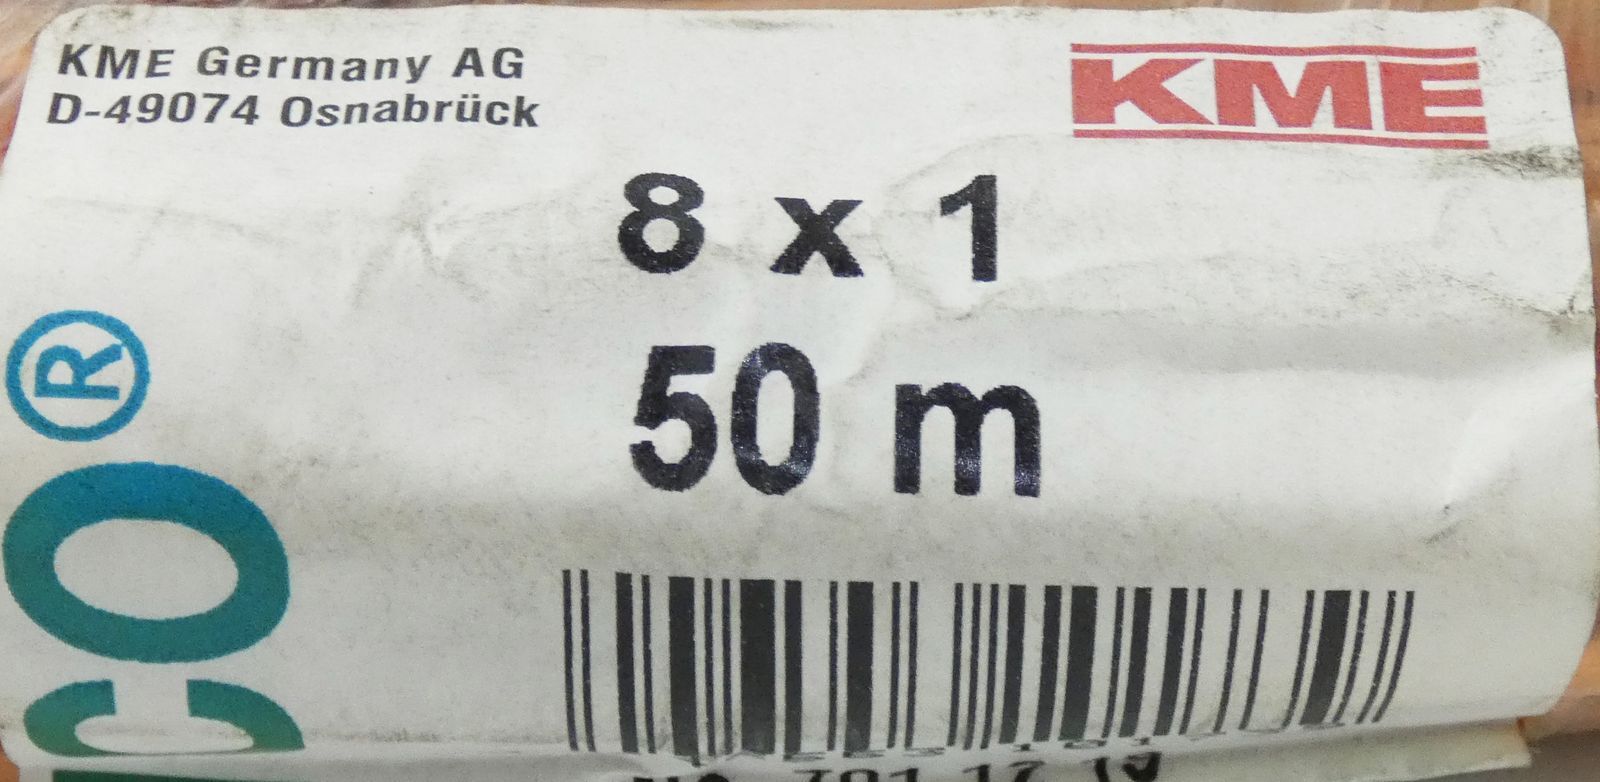 KME Germany AG
D-49074 Osnabrück
KME
8 x 1
50 m
CO®